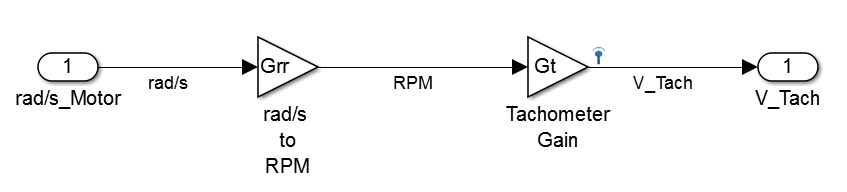 1
rad/s_Motor
rad/s
Grr
rad/s
to
RPM
RPM
Gt
Tachometer
Gain
V_Tach
1
V_Tach